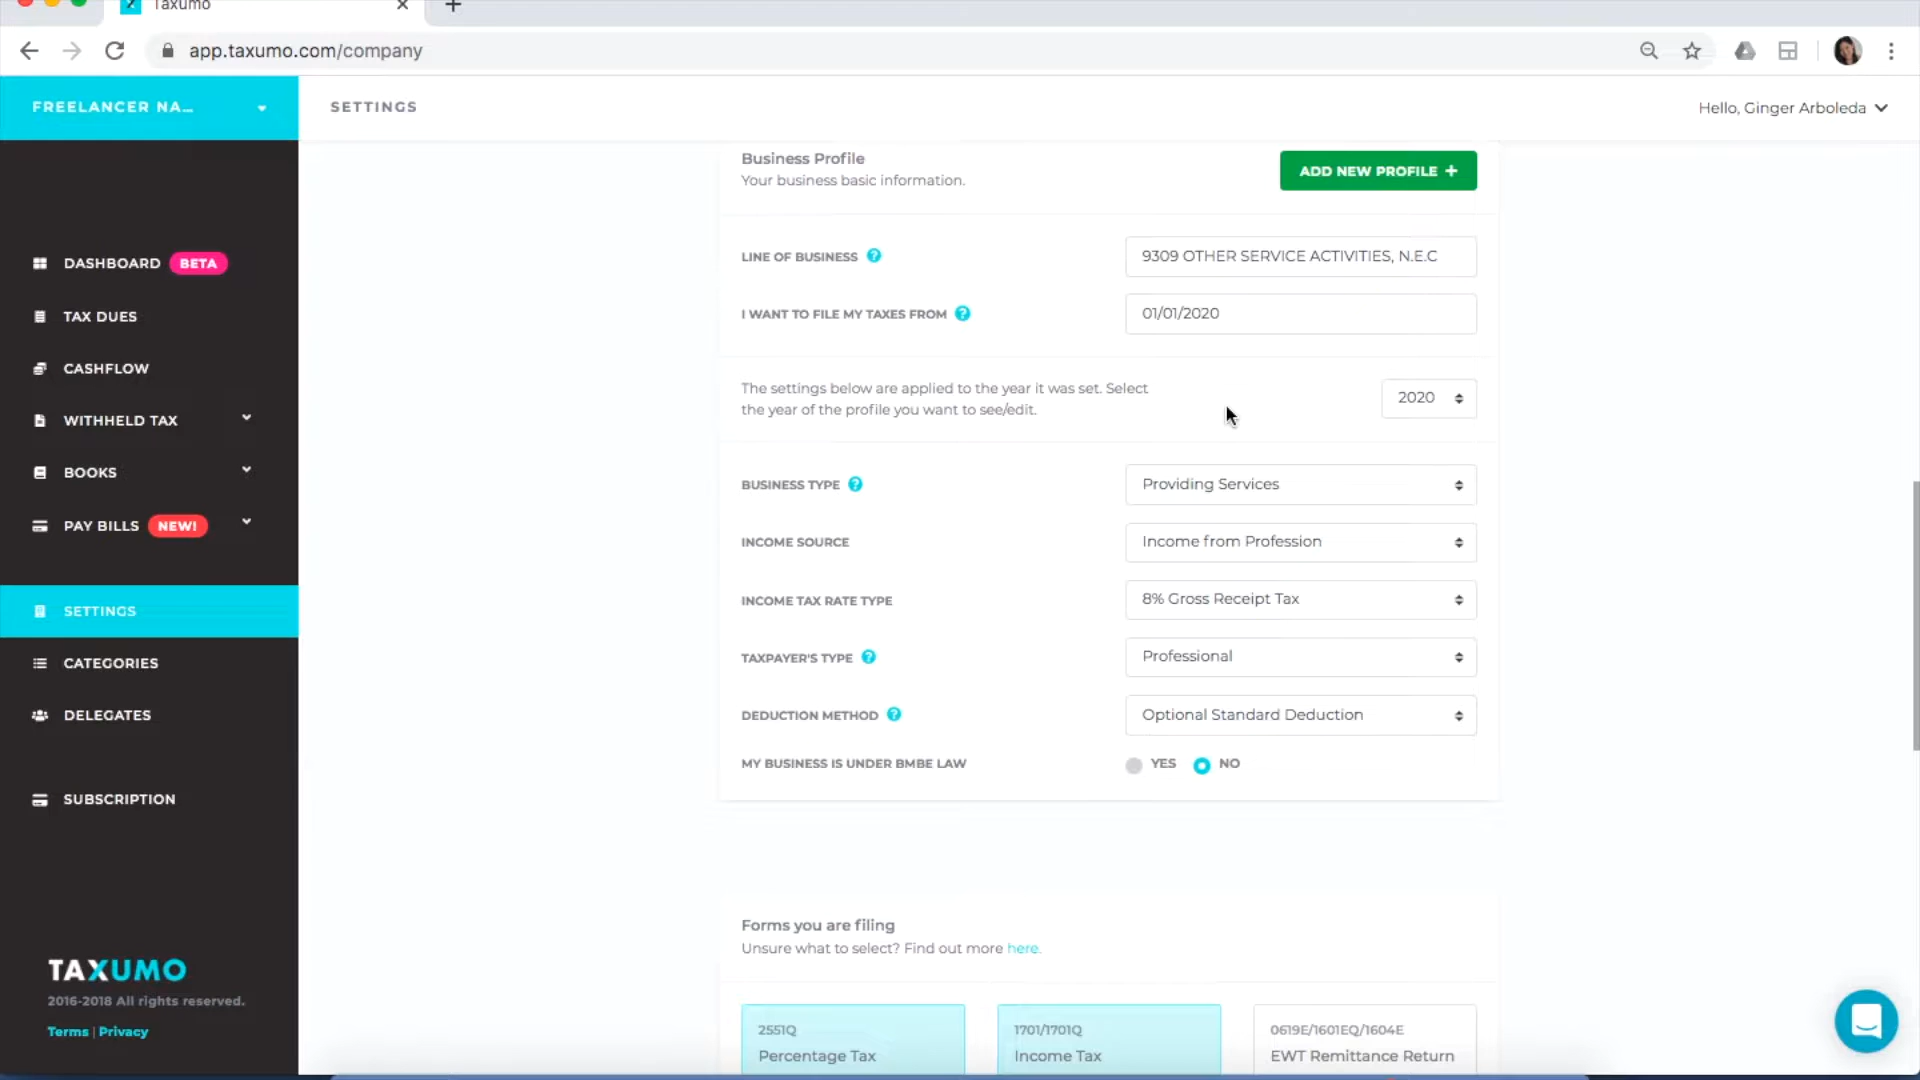 Taxumo
app.taxumo.com/company
FREELANCER NA...
SETTINGS
Hello, Ginger Arboleda
Business Profile
Your business basic information.
ADD NEW PROFILE +
LINE OF BUSINESS ?
9309 OTHER SERVICE ACTIVITIES, N.E.C
I WANT TO FILE MY TAXES FROM ?
01/01/2020
The settings below are applied to the year it was set. Select
the year of the profile you want to see/edit.
2020
BUSINESS TYPE ?
Providing Services
INCOME SOURCE
Income from Profession
INCOME TAX RATE TYPE
8% Gross Receipt Tax
TAXPAYER'S TYPE ?
Professional
DEDUCTION METHOD ?
Optional Standard Deduction
MY BUSINESS IS UNDER BMBE LAW
YES NO
Forms you are filing
Unsure what to select? Find out more here.
2551Q
Percentage Tax
1701/1701Q
Income Tax
0619E/1601EQ/1604E
EWT Remittance Return
DASHBOARD BETA
TAX DUES
CASHFLOW
WITHHELD TAX
BOOKS
PAY BILLS NEW!
SETTINGS
CATEGORIES
DELEGATES
SUBSCRIPTION
TAXUMO
2016-2018 All rights reserved.
Terms | Privacy